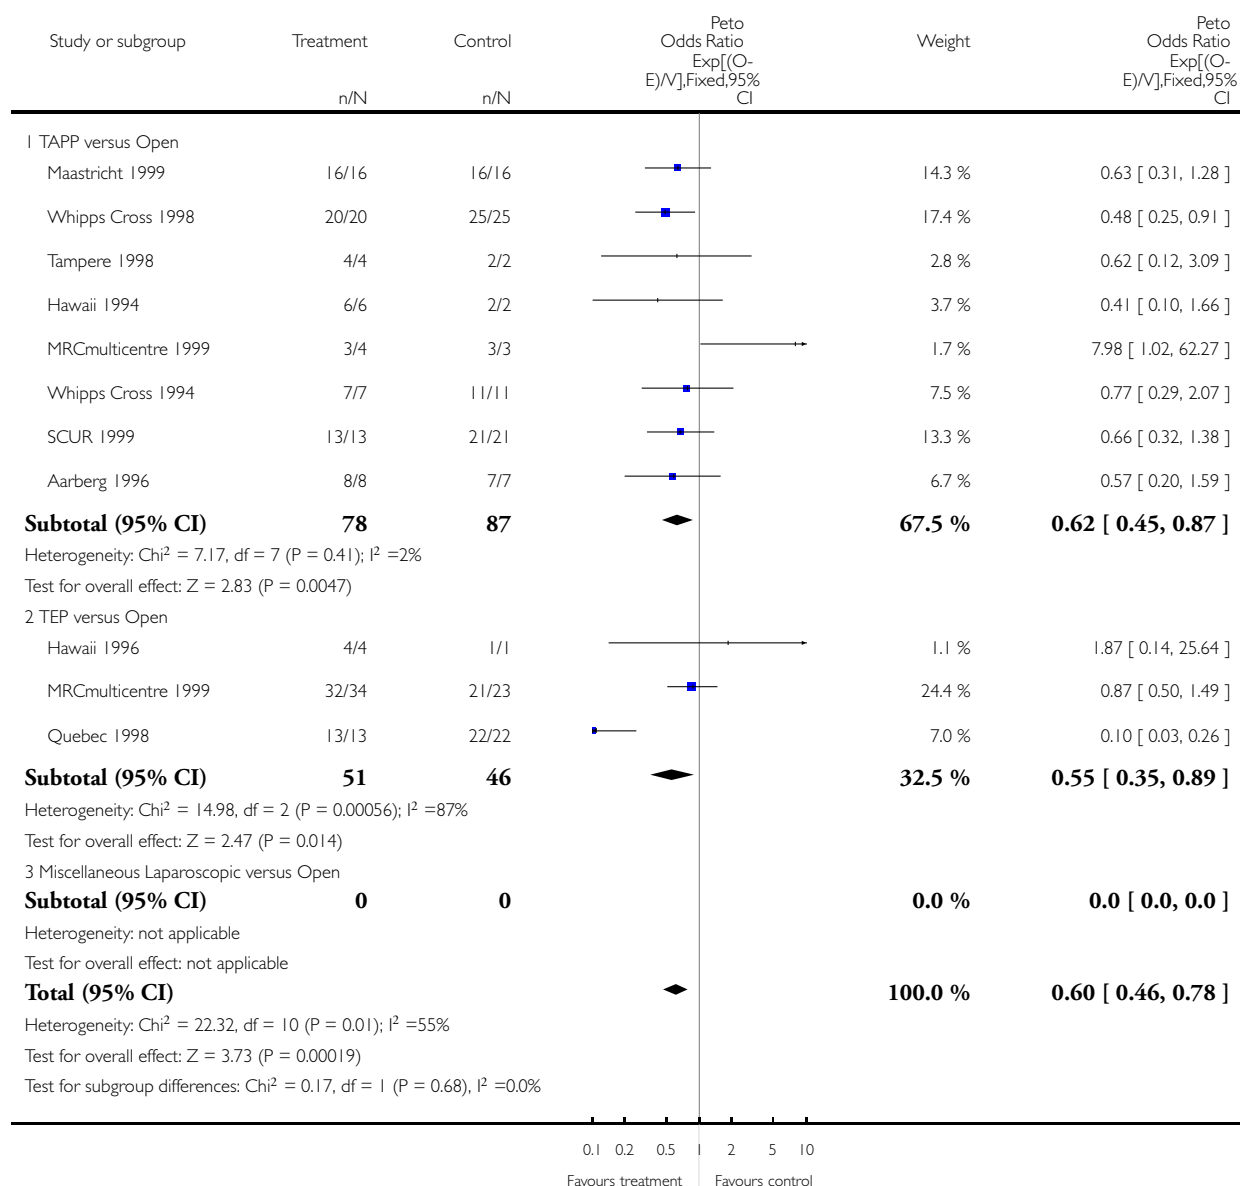 Study or subgroup Treatment Control Peto Odds Ratio Exp[(O-E)/V],Fixed,95% CI Weight Peto Odds Ratio Exp[(O-E)/V],Fixed,95% CI
n/N n/N
1 TAPP versus Open
Maastricht 1999 16/16 16/16 14.3 % 0.63 [ 0.31, 1.28 ]
Whipps Cross 1998 20/20 25/25 17.4 % 0.48 [ 0.25, 0.91 ]
Tampere 1998 4/4 2/2 2.8 % 0.62 [ 0.12, 3.09 ]
Hawaii 1994 6/6 2/2 3.7 % 0.41 [ 0.10, 1.66 ]
MRCmulticentre 1999 3/4 3/3 1.7 % 7.98 [ 1.02, 62.27 ]
Whipps Cross 1994 7/7 11/11 7.5 % 0.77 [ 0.29, 2.07 ]
SCUR 1999 13/13 21/21 13.3 % 0.66 [ 0.32, 1.38 ]
Aarberg 1996 8/8 7/7 6.7 % 0.57 [ 0.20, 1.59 ]
Subtotal (95% CI) 78 87 67.5 % 0.62 [ 0.45, 0.87 ]
Heterogeneity: Chi² = 7.17, df = 7 (P = 0.41); I² =2%
Test for overall effect: Z = 2.83 (P = 0.0047)
2 TEP versus Open
Hawaii 1996 4/4 1/1 1.1 % 1.87 [ 0.14, 25.64 ]
MRCmulticentre 1999 32/34 21/23 24.4 % 0.87 [ 0.50, 1.49 ]
Quebec 1998 13/13 22/22 7.0 % 0.10 [ 0.03, 0.26 ]
Subtotal (95% CI) 51 46 32.5 % 0.55 [ 0.35, 0.89 ]
Heterogeneity: Chi² = 14.98, df = 2 (P = 0.00056); I² =87%
Test for overall effect: Z = 2.47 (P = 0.014)
3 Miscellaneous Laparoscopic versus Open
Subtotal (95% CI) 0 0 0.0 % 0.0 [ 0.0, 0.0 ]
Heterogeneity: not applicable
Test for overall effect: not applicable
Total (95% CI) 100.0 % 0.60 [ 0.46, 0.78 ]
Heterogeneity: Chi² = 22.32, df = 10 (P = 0.01); I² =55%
Test for overall effect: Z = 3.73 (P = 0.00019)
Test for subgroup differences: Chi² = 0.17, df = 1 (P = 0.68), I² =0.0%
0.1 0.2 0.5 1 2 5 10
Favours treatment Favours control